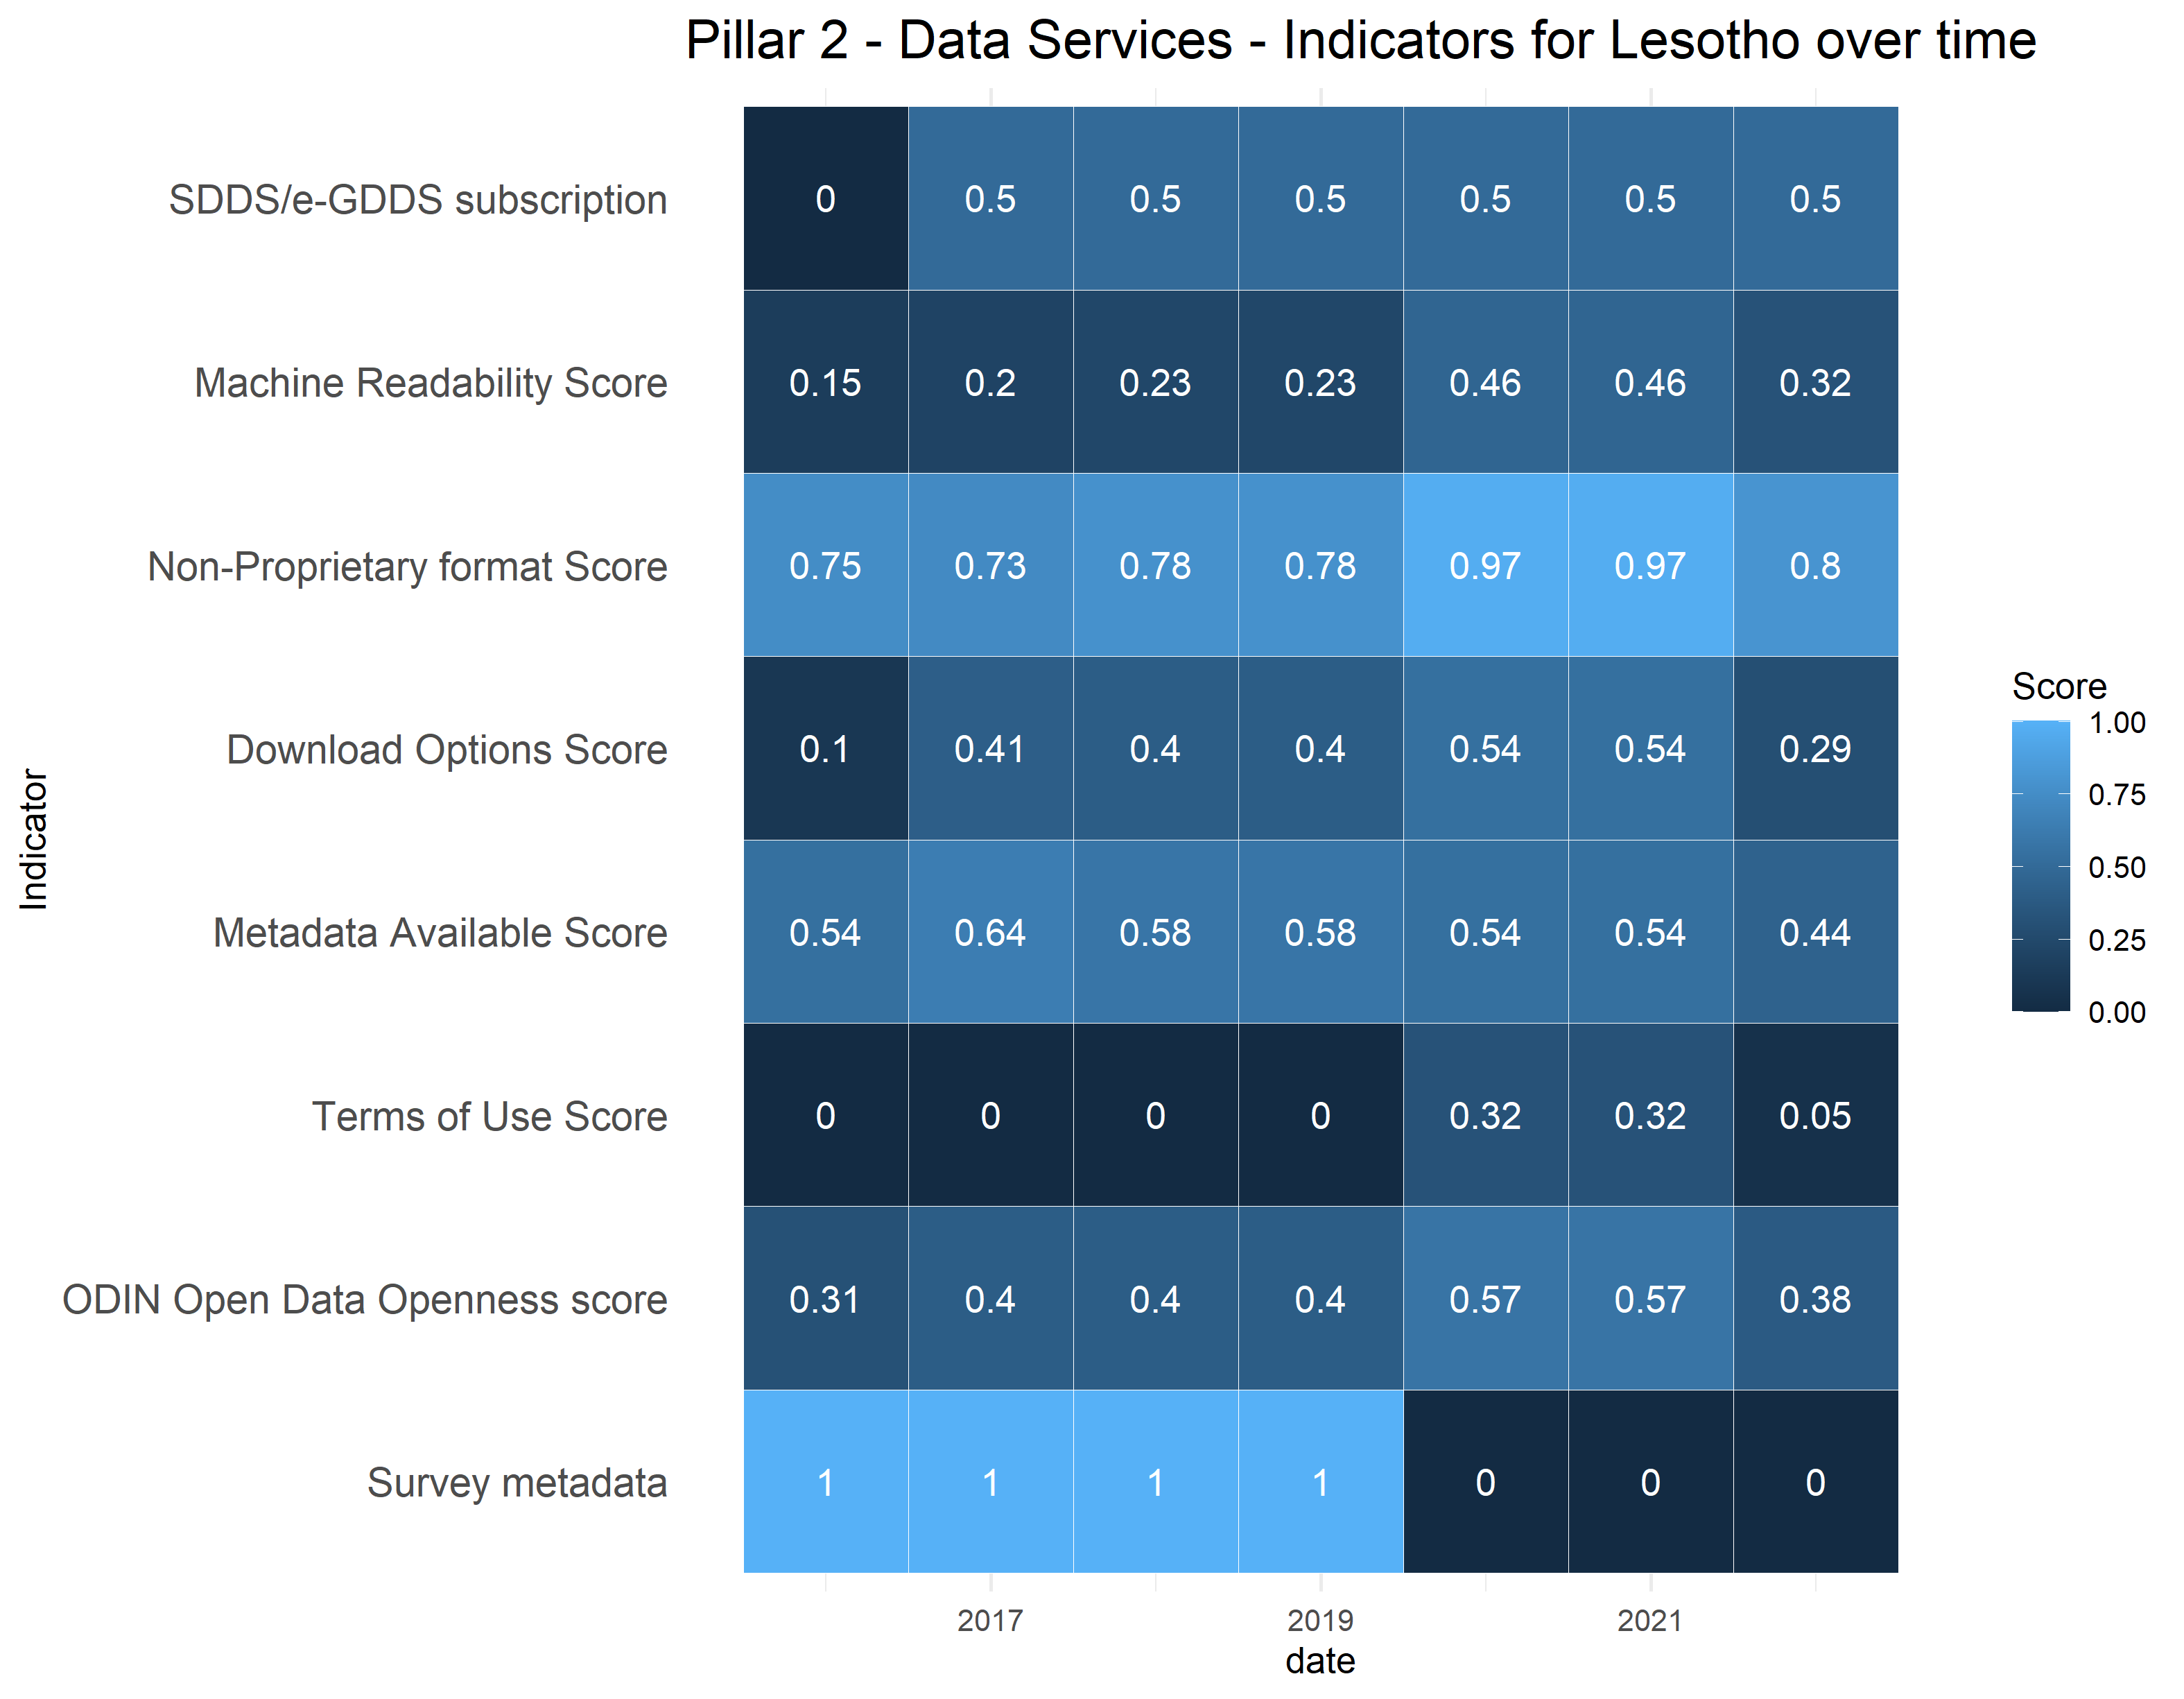 Pillar 2 - Data Services - Indicators for Lesotho over time
SDDS/e-GDDS subscription 0 0.5 0.5 0.5 0.5 0.5 0.5
Machine Readability Score 0.15 0.2 0.23 0.23 0.46 0.46 0.32
Non-Proprietary format Score 0.75 0.73 0.78 0.78 0.97 0.97 0.8
Download Options Score 0.1 0.41 0.4 0.4 0.54 0.54 0.29
Metadata Available Score 0.54 0.64 0.58 0.58 0.54 0.54 0.44
Terms of Use Score 0 0 0 0 0.32 0.32 0.05
ODIN Open Data Openness score 0.31 0.4 0.4 0.4 0.57 0.57 0.38
Survey metadata 1 1 1 1 0 0 0
2017 2019 2021
date
Indicator
Score
1.00
0.75
0.50
0.25
0.00